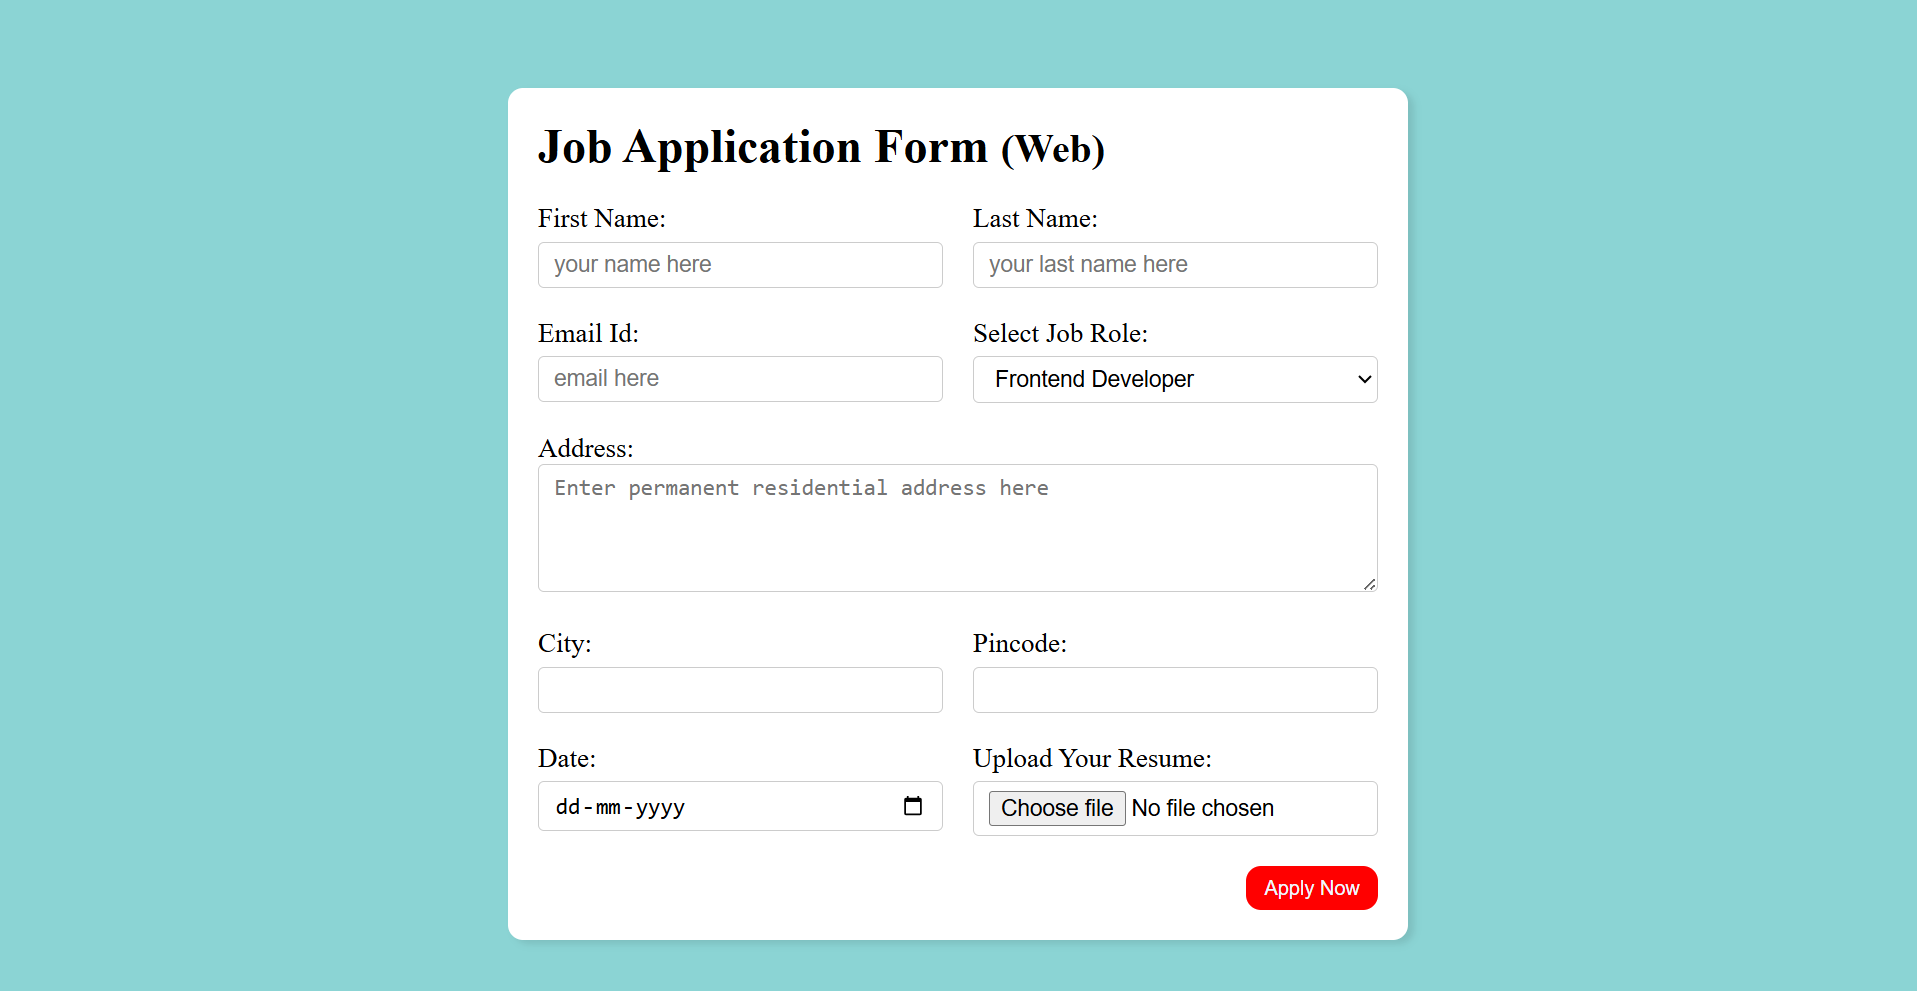 Job Application Form (Web)
First Name: Last Name:
your name here your last name here
Email Id: Select Job Role:
email here Frontend Developer
Address:
Enter permanent residential address here
City: Pincode:
Date: Upload Your Resume:
dd-mm-yyyy Choose file No file chosen
Apply Now